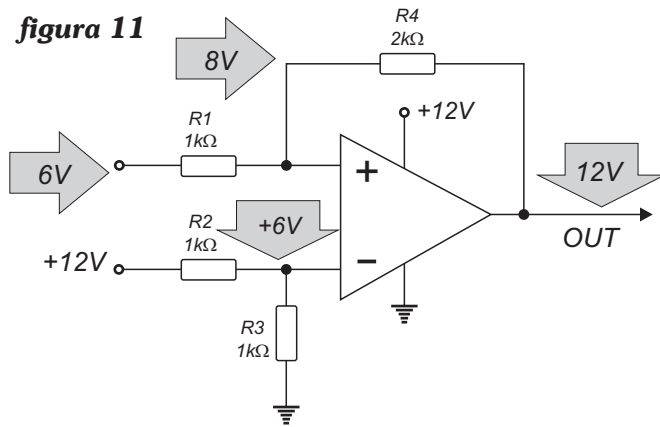 figura 11
8V
R4
2kΩ
+12V
R1
1kΩ
6V
+
12V
R2
1kΩ
+6V
+12V
−
OUT
R3
1kΩ